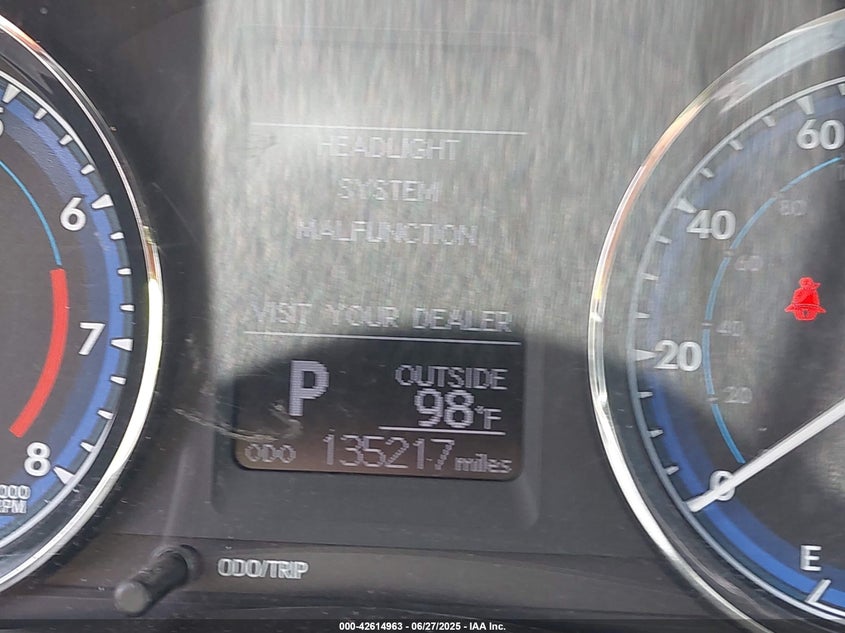 HEADLIGHT
SYSTEM
MALFUNCTION
VISIT YOUR DEALER
P
OUTSIDE
98°F
ODO 135217 miles
ODO/TRIP
6
7
8
60
40
20
0
80
60
40
20
E
000-42614963 - 06/27/2025 - IAA Inc.